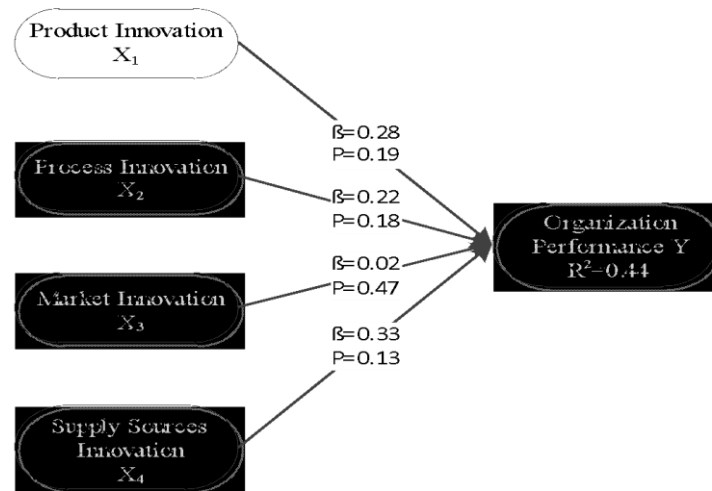 Product Innovation
X₁
ß=0.28
P=0.19
Process Innovation
X₂
ß=0.22
P=0.18
Organization
Performance Y
R²=0.44
Market Innovation
X₃
ß=0.02
P=0.47
ß=0.33
P=0.13
Supply Sources
Innovation
X₄